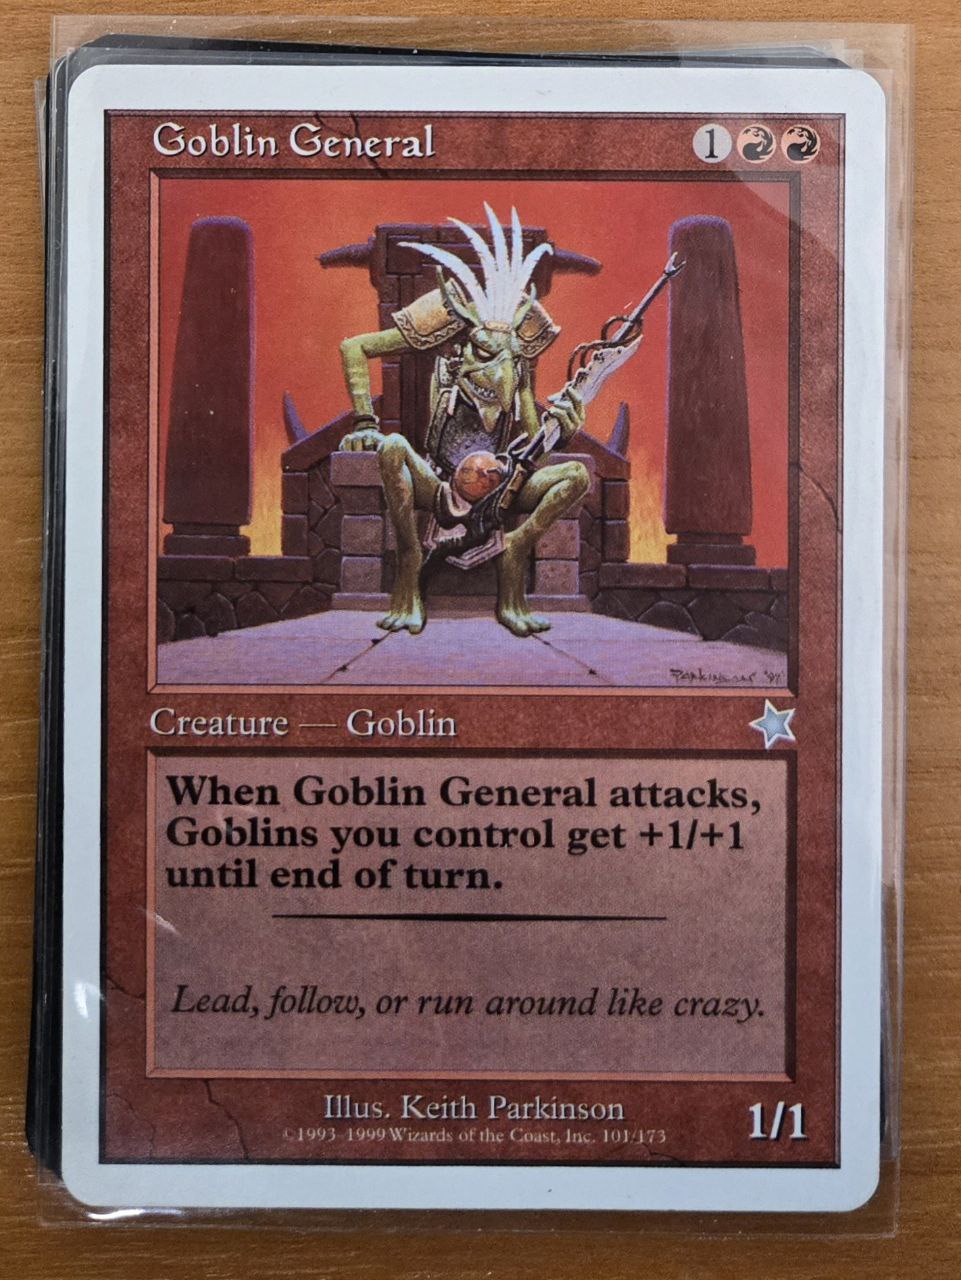 Goblin General
1
Parkinson '97
Creature — Goblin
When Goblin General attacks,
Goblins you control get +1/+1
until end of turn.
Lead, follow, or run around like crazy.
Illus. Keith Parkinson
1/1
©1993–1999 Wizards of the Coast, Inc. 101/173